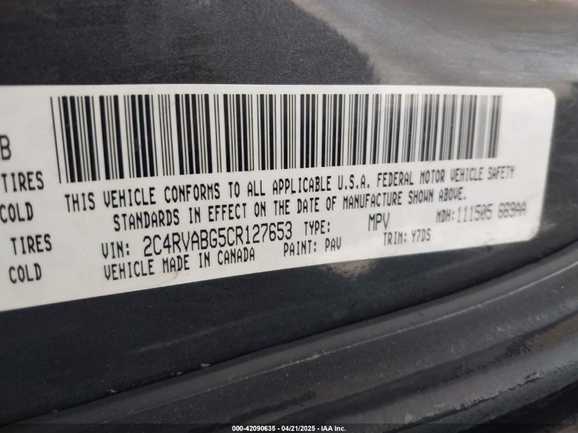 B
TIRES
COLD
TIRES
COLD
THIS VEHICLE CONFORMS TO ALL APPLICABLE U.S.A. FEDERAL MOTOR VEHICLE SAFETY
STANDARDS IN EFFECT ON THE DATE OF MANUFACTURE SHOWN ABOVE.
VIN: 2C4RVABG5CR127653 TYPE: MPV MDH:111505 889AA
VEHICLE MADE IN CANADA PAINT: PAV TRIM: Y7DS
000-42090635 - 04/21/2025 - IAA Inc.